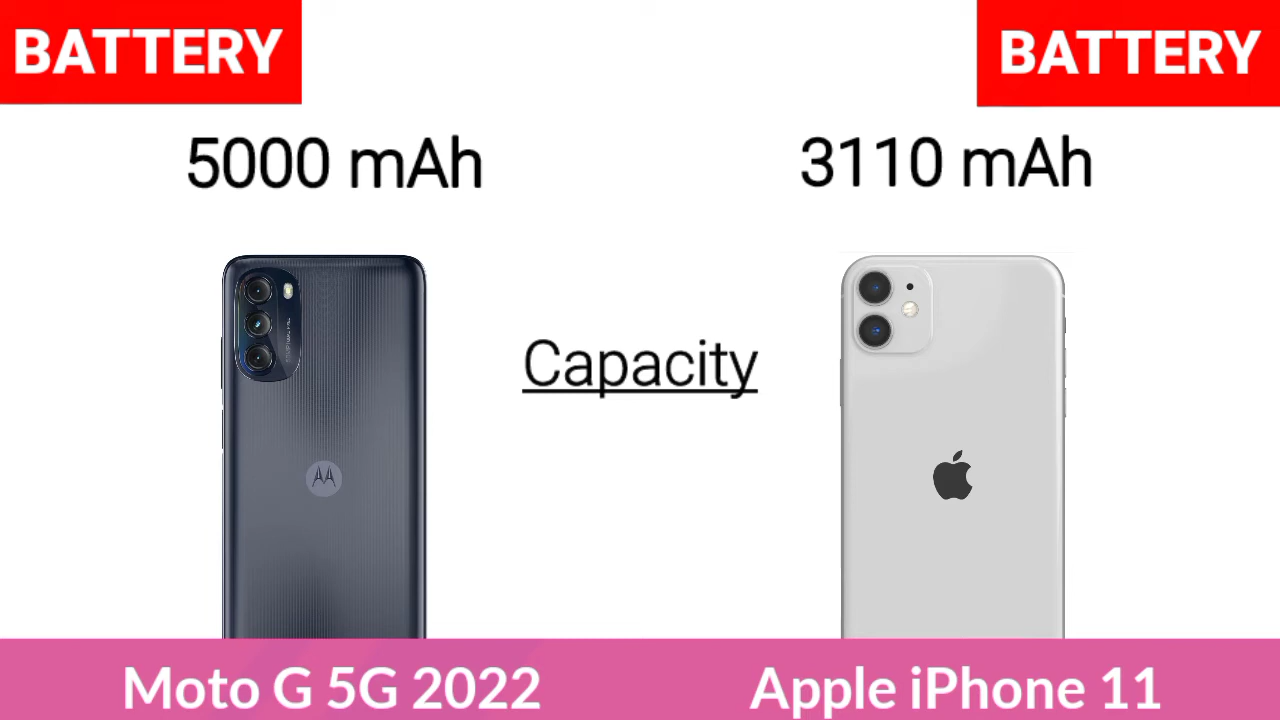 BATTERY
BATTERY
5000 mAh
3110 mAh
Capacity
Moto G 5G 2022
Apple iPhone 11